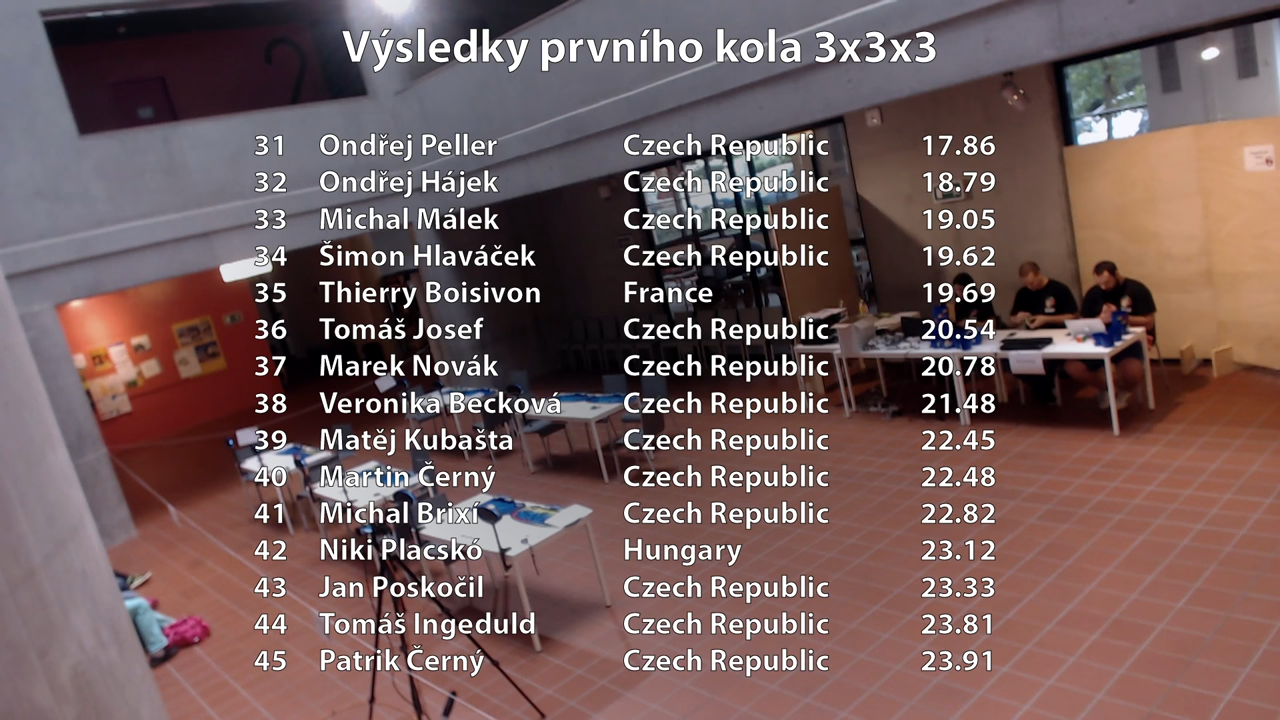 Výsledky prvního kola 3x3x3
31 Ondřej Peller Czech Republic 17.86
32 Ondřej Hájek Czech Republic 18.79
33 Michal Málek Czech Republic 19.05
34 Šimon Hlaváček Czech Republic 19.62
35 Thierry Boisivon France 19.69
36 Tomáš Josef Czech Republic 20.54
37 Marek Novák Czech Republic 20.78
38 Veronika Becková Czech Republic 21.48
39 Matěj Kubašta Czech Republic 22.45
40 Martin Černý Czech Republic 22.48
41 Michal Brixí Czech Republic 22.82
42 Niki Placskó Hungary 23.12
43 Jan Poskočil Czech Republic 23.33
44 Tomáš Ingeduld Czech Republic 23.81
45 Patrik Černý Czech Republic 23.91